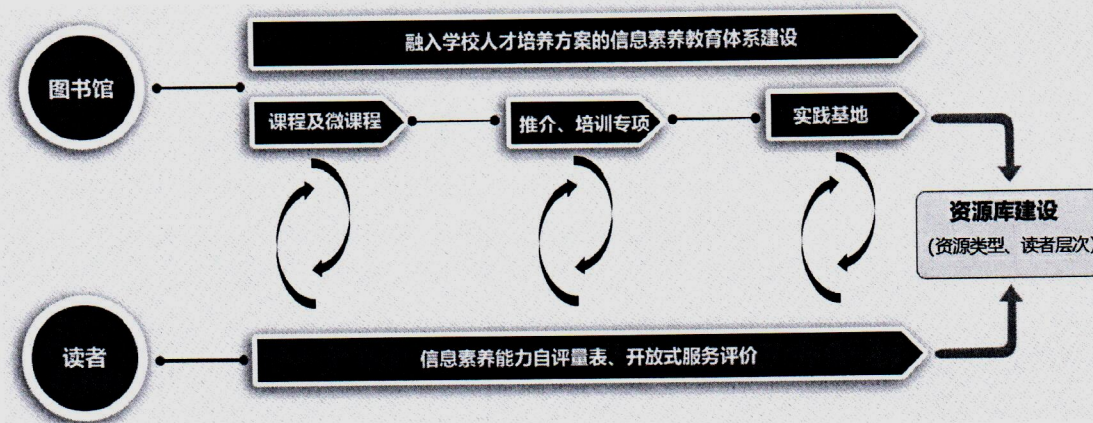 融入学校人才培养方案的信息素养教育体系建设
图书馆
课程及微课程
推介、培训专项
实践基地
资源库建设
(资源类型、读者层次)
读者
信息素养能力自评量表、开放式服务评价